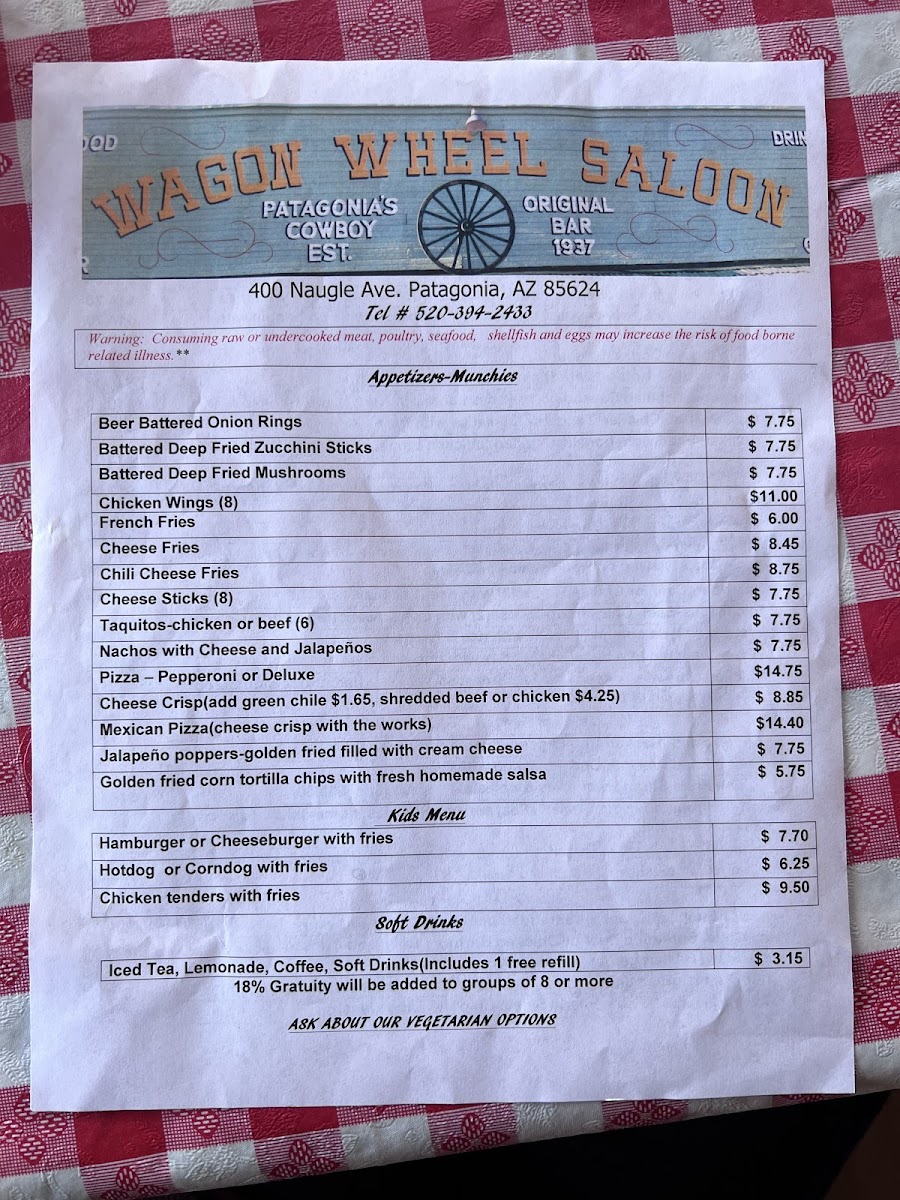 OOD
DRIN
WAGON WHEEL SALOON
PATAGONIA'S
COWBOY
EST.
ORIGINAL
BAR
1937
400 Naugle Ave. Patagonia, AZ 85624
Tel # 520-394-2433
Warning: Consuming raw or undercooked meat, poultry, seafood, shellfish and eggs may increase the risk of food borne
related illness.**
Appetizers-Munchies
Beer Battered Onion Rings $ 7.75
Battered Deep Fried Zucchini Sticks $ 7.75
Battered Deep Fried Mushrooms $ 7.75
Chicken Wings (8) $11.00
French Fries $ 6.00
Cheese Fries $ 8.45
Chili Cheese Fries $ 8.75
Cheese Sticks (8) $ 7.75
Taquitos-chicken or beef (6) $ 7.75
Nachos with Cheese and Jalapeños $ 7.75
Pizza – Pepperoni or Deluxe $14.75
Cheese Crisp(add green chile $1.65, shredded beef or chicken $4.25) $ 8.85
Mexican Pizza(cheese crisp with the works) $14.40
Jalapeño poppers-golden fried filled with cream cheese $ 7.75
Golden fried corn tortilla chips with fresh homemade salsa $ 5.75
Kids Menu
Hamburger or Cheeseburger with fries $ 7.70
Hotdog or Corndog with fries $ 6.25
Chicken tenders with fries $ 9.50
Soft Drinks
Iced Tea, Lemonade, Coffee, Soft Drinks(Includes 1 free refill) $ 3.15
18% Gratuity will be added to groups of 8 or more
ASK ABOUT OUR VEGETARIAN OPTIONS